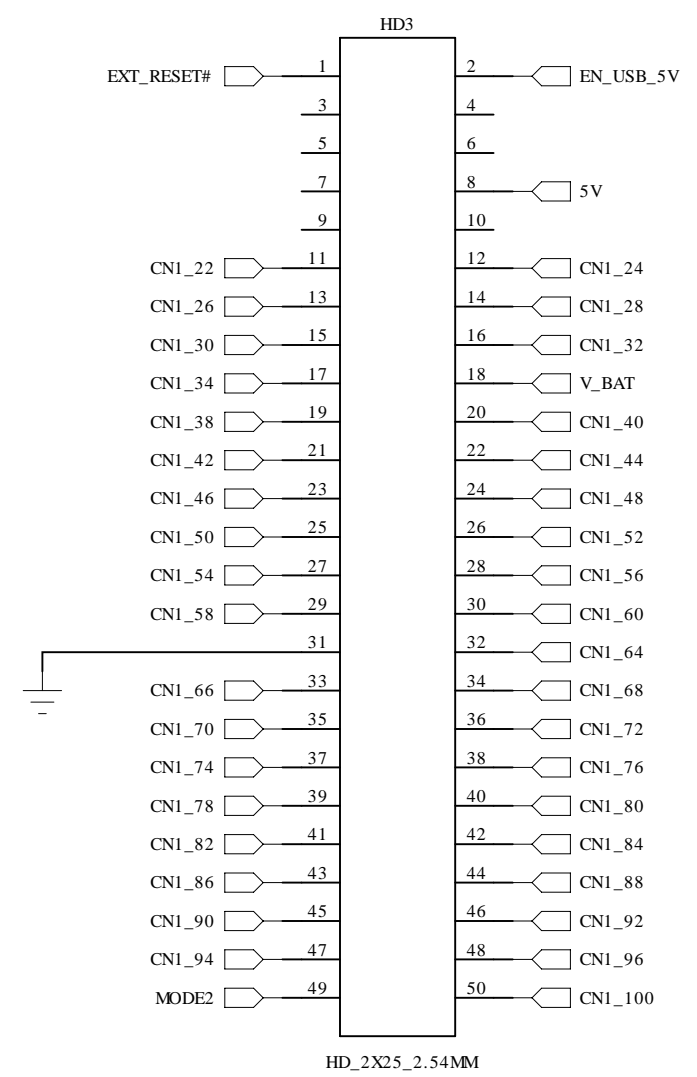 HD3
EXT_RESET# 1 2 EN_USB_5V
3 4
5 6
7 8 5V
9 10
CN1_22 11 12 CN1_24
CN1_26 13 14 CN1_28
CN1_30 15 16 CN1_32
CN1_34 17 18 V_BAT
CN1_38 19 20 CN1_40
CN1_42 21 22 CN1_44
CN1_46 23 24 CN1_48
CN1_50 25 26 CN1_52
CN1_54 27 28 CN1_56
CN1_58 29 30 CN1_60
31 32 CN1_64
CN1_66 33 34 CN1_68
CN1_70 35 36 CN1_72
CN1_74 37 38 CN1_76
CN1_78 39 40 CN1_80
CN1_82 41 42 CN1_84
CN1_86 43 44 CN1_88
CN1_90 45 46 CN1_92
CN1_94 47 48 CN1_96
MODE2 49 50 CN1_100
HD_2X25_2.54MM